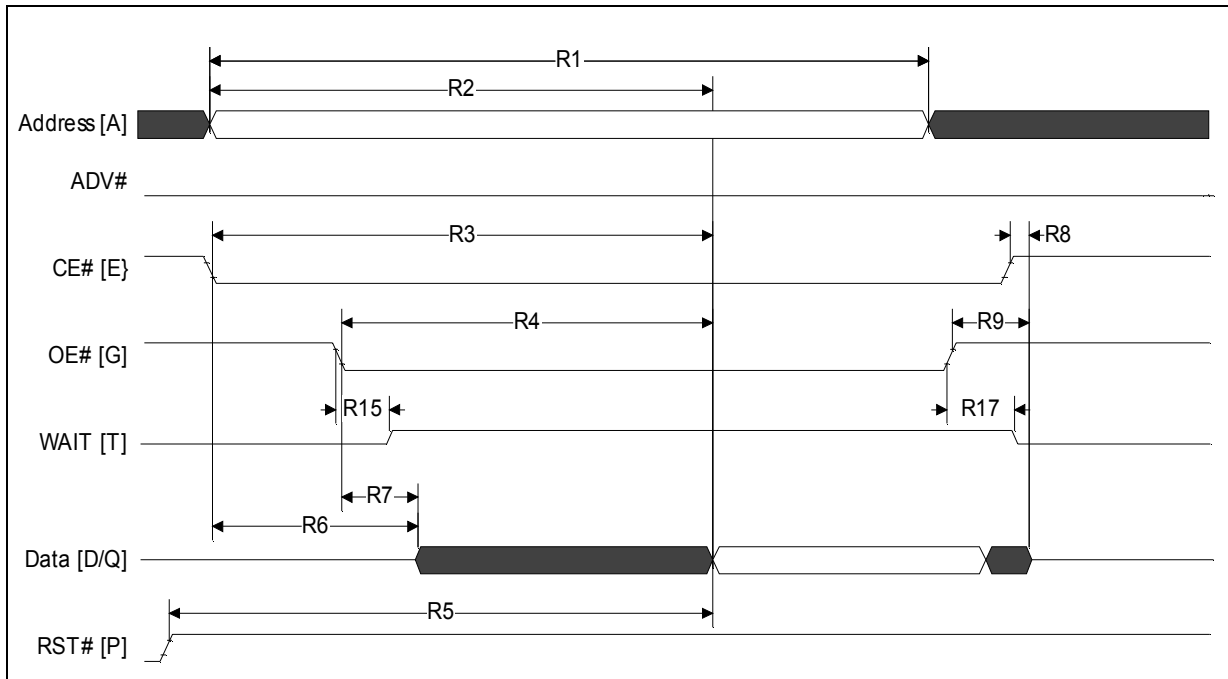 R1
R2
Address [A]
ADV#
R3
R8
CE# [E}
R4
R9
OE# [G]
R15
R17
WAIT [T]
R7
R6
Data [D/Q]
R5
RST# [P]